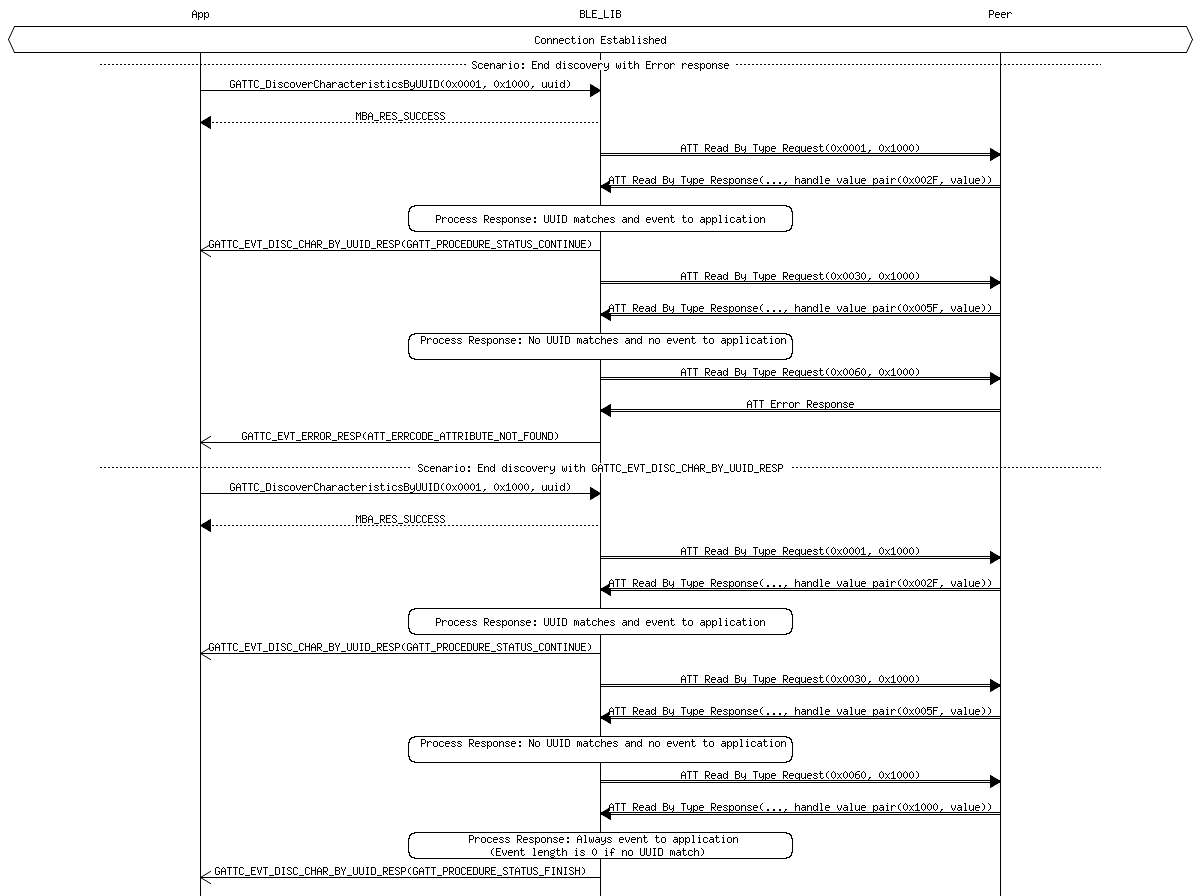 App BLE_LIB Peer
Connection Established
Scenario: End discovery with Error response
GATTC_DiscoverCharacteristicsByUUID(0x0001, 0x1000, uuid)
MBA_RES_SUCCESS
ATT Read By Type Request(0x0001, 0x1000)
ATT Read By Type Response(..., handle value pair(0x002F, value))
Process Response: UUID matches and event to application
GATTC_EVT_DISC_CHAR_BY_UUID_RESP(GATT_PROCEDURE_STATUS_CONTINUE)
ATT Read By Type Request(0x0030, 0x1000)
ATT Read By Type Response(..., handle value pair(0x005F, value))
Process Response: No UUID matches and no event to application
ATT Read By Type Request(0x0060, 0x1000)
ATT Error Response
GATTC_EVT_ERROR_RESP(ATT_ERRCODE_ATTRIBUTE_NOT_FOUND)
Scenario: End discovery with GATTC_EVT_DISC_CHAR_BY_UUID_RESP
GATTC_DiscoverCharacteristicsByUUID(0x0001, 0x1000, uuid)
MBA_RES_SUCCESS
ATT Read By Type Request(0x0001, 0x1000)
ATT Read By Type Response(..., handle value pair(0x002F, value))
Process Response: UUID matches and event to application
GATTC_EVT_DISC_CHAR_BY_UUID_RESP(GATT_PROCEDURE_STATUS_CONTINUE)
ATT Read By Type Request(0x0030, 0x1000)
ATT Read By Type Response(..., handle value pair(0x005F, value))
Process Response: No UUID matches and no event to application
ATT Read By Type Request(0x0060, 0x1000)
ATT Read By Type Response(..., handle value pair(0x1000, value))
Process Response: Always event to application
(Event length is 0 if no UUID match)
GATTC_EVT_DISC_CHAR_BY_UUID_RESP(GATT_PROCEDURE_STATUS_FINISH)